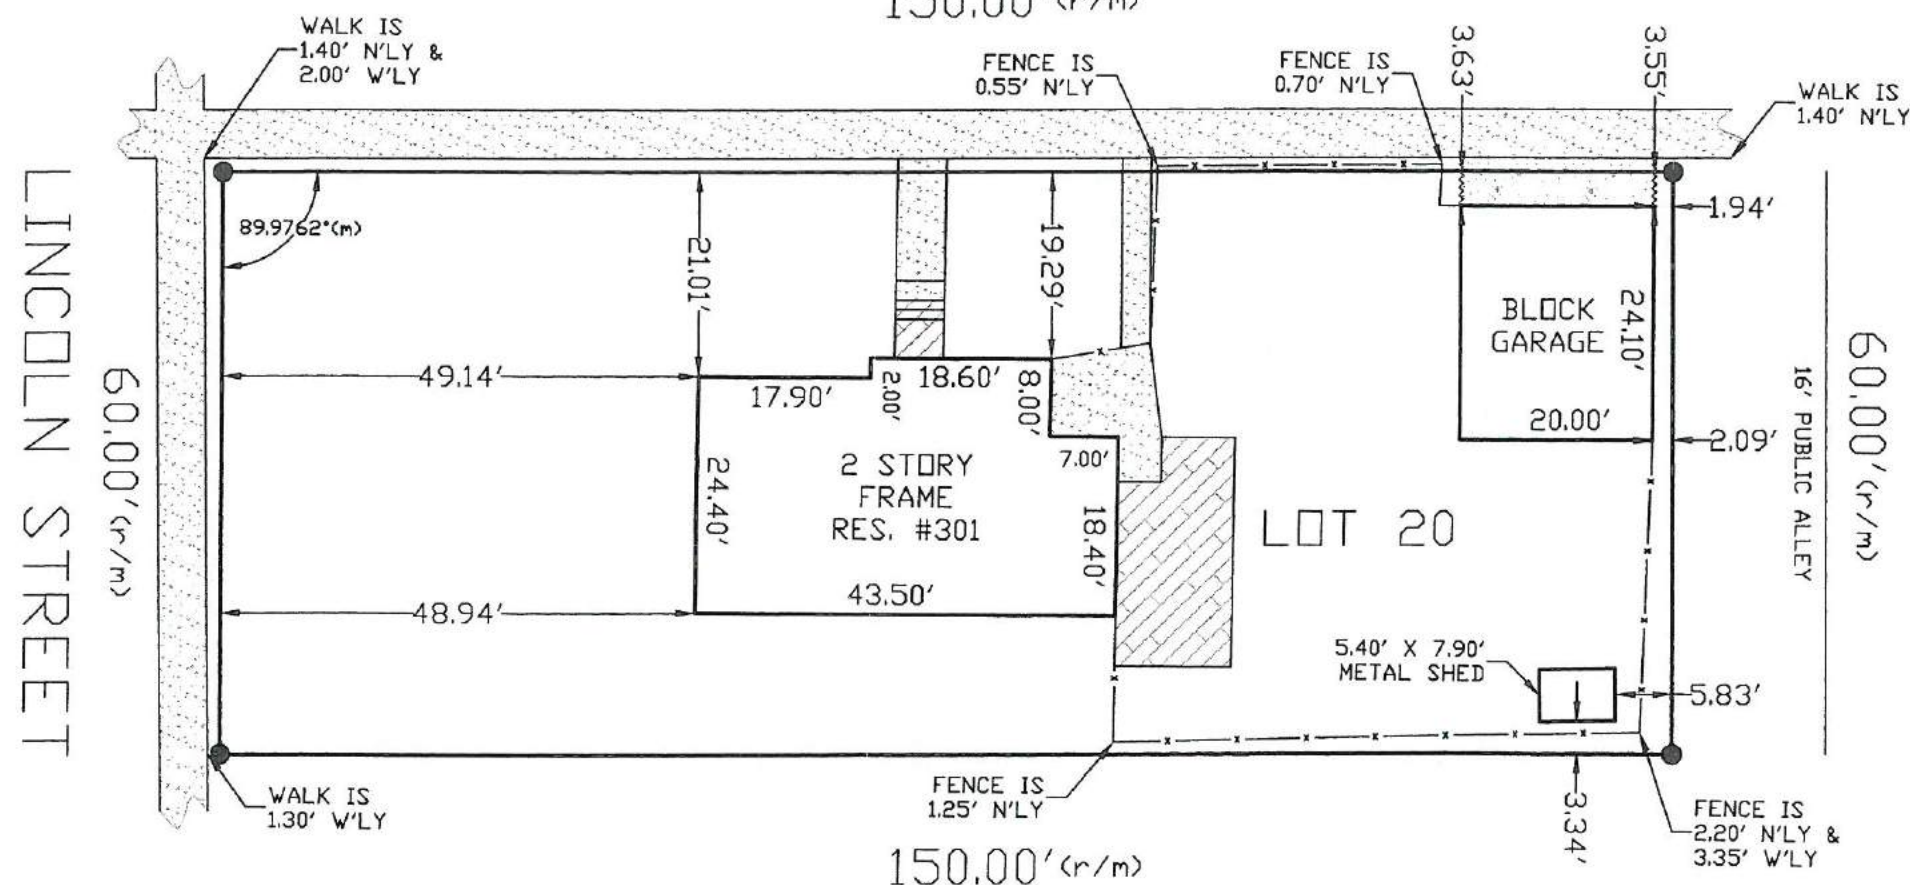 150.00'(r/m)
WALK IS
1.40' N'LY &
2.00' W'LY
FENCE IS
0.55' N'LY
FENCE IS
0.70' N'LY
3.63'
3.55'
WALK IS
1.40' N'LY
89.9762°(m)
21.01'
19.29'
1.94'
LINCOLN STREET
60.00'(r/m)
49.14'
17.90'
2.00'
18.60'
8.00'
7.00'
BLOCK
GARAGE
24.10'
20.00'
2.09'
16' PUBLIC ALLEY
60.00'(r/m)
24.40'
2 STORY
FRAME
RES. #301
18.40'
LOT 20
43.50'
48.94'
5.40' X 7.90'
METAL SHED
5.83'
WALK IS
1.30' W'LY
FENCE IS
1.25' N'LY
3.34'
FENCE IS
2.20' N'LY &
3.35' W'LY
150.00'(r/m)